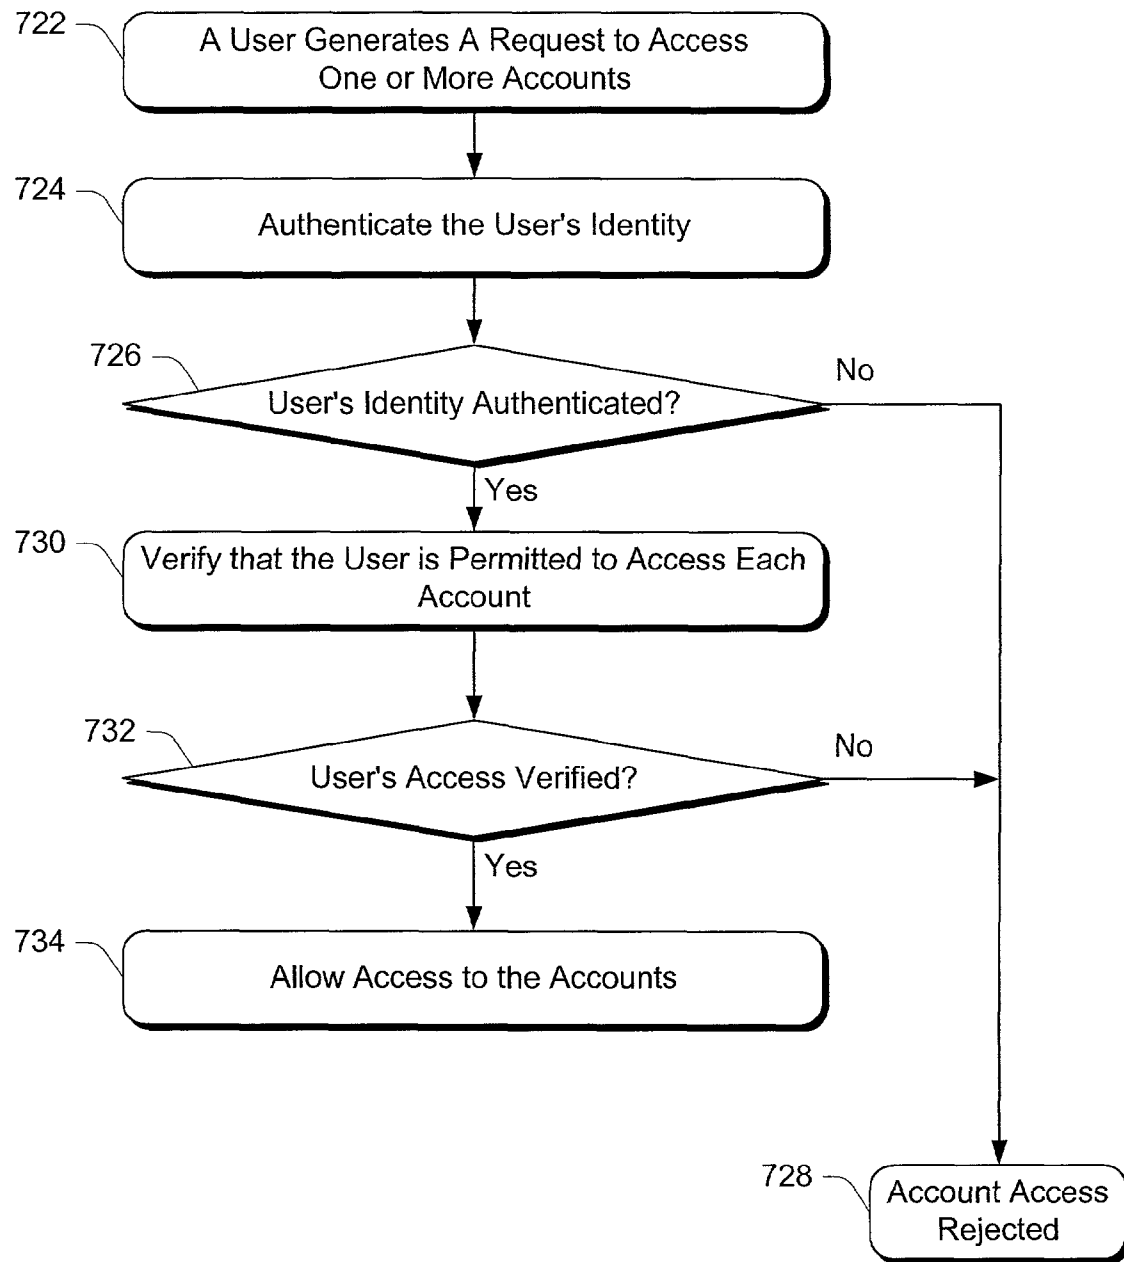 722
A User Generates A Request to Access
One or More Accounts
724
Authenticate the User's Identity
726
User's Identity Authenticated?
No
Yes
730
Verify that the User is Permitted to Access Each
Account
732
User's Access Verified?
No
Yes
734
Allow Access to the Accounts
728
Account Access
Rejected